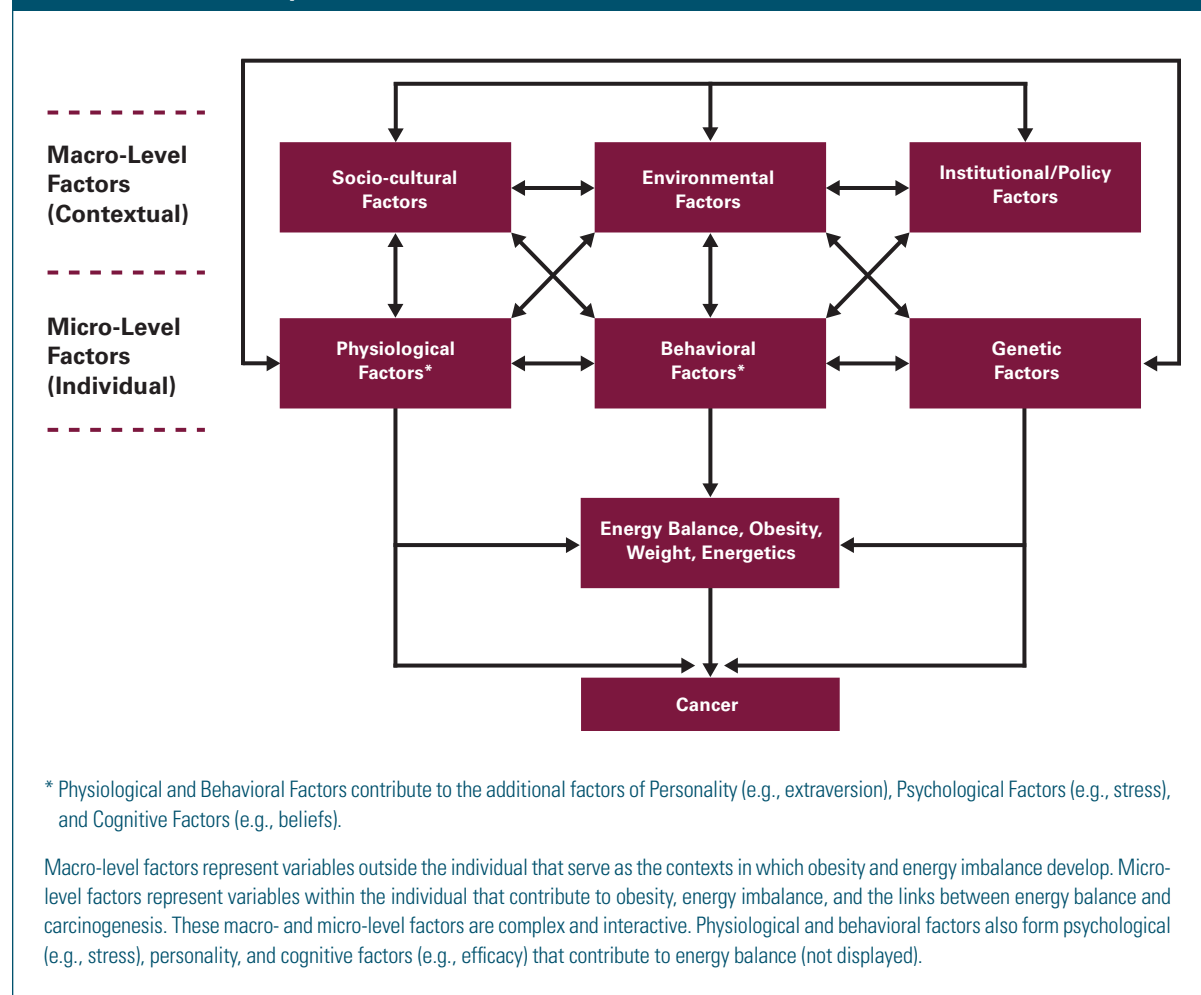 Macro-Level
Factors
(Contextual)
Socio-cultural
Factors
Environmental
Factors
Institutional/Policy
Factors
Micro-Level
Factors
(Individual)
Physiological
Factors*
Behavioral
Factors*
Genetic
Factors
Energy Balance, Obesity,
Weight, Energetics
Cancer
* Physiological and Behavioral Factors contribute to the additional factors of Personality (e.g., extraversion), Psychological Factors (e.g., stress),
and Cognitive Factors (e.g., beliefs).
Macro-level factors represent variables outside the individual that serve as the contexts in which obesity and energy imbalance develop. Micro-
level factors represent variables within the individual that contribute to obesity, energy imbalance, and the links between energy balance and
carcinogenesis. These macro- and micro-level factors are complex and interactive. Physiological and behavioral factors also form psychological
(e.g., stress), personality, and cognitive factors (e.g., efficacy) that contribute to energy balance (not displayed).